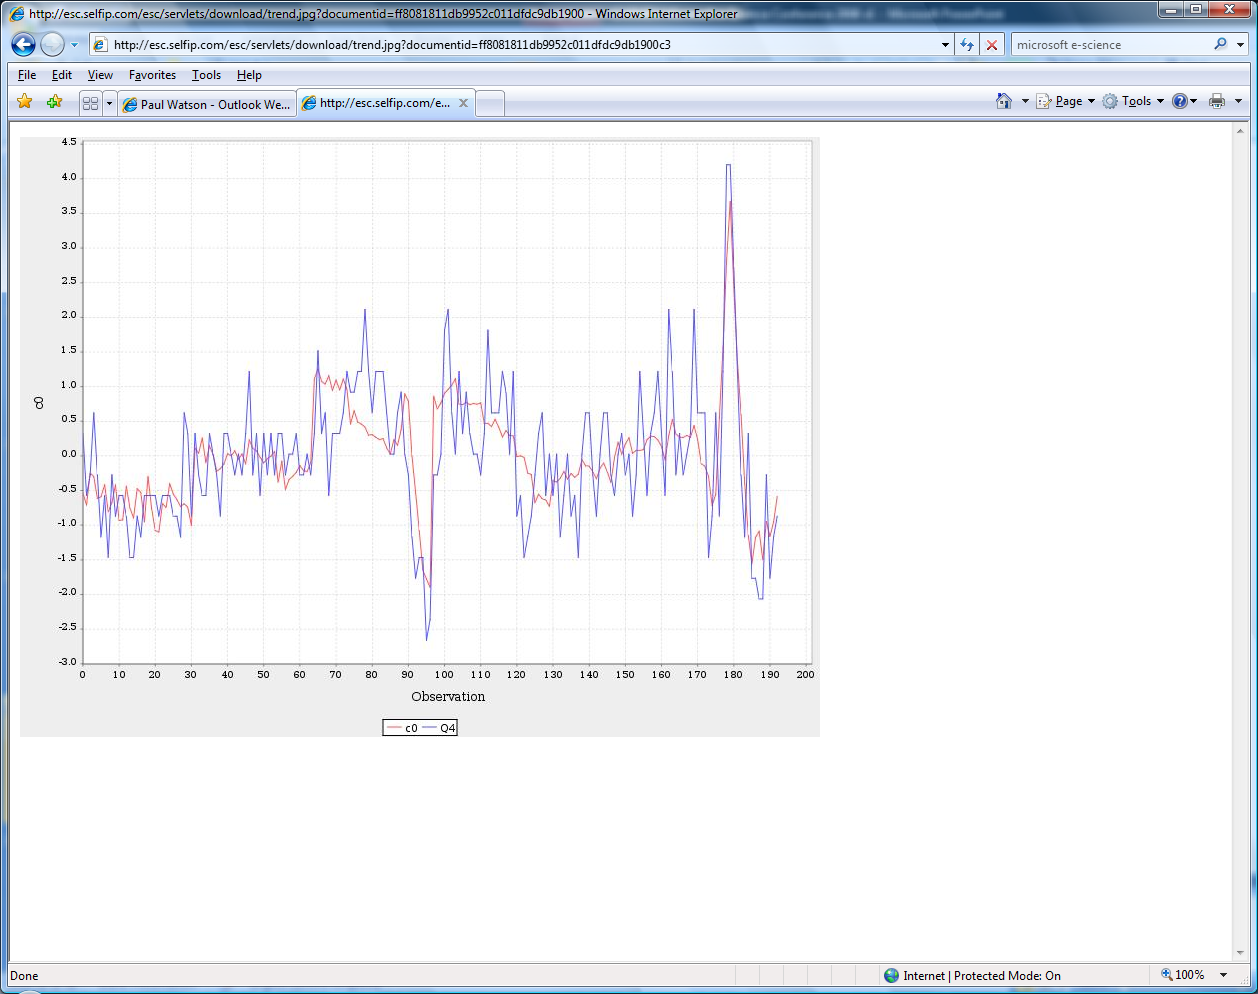 http://esc.selfip.com/esc/servlets/download/trend.jpg?documentid=ff8081811db9952c011dfdc9db1900 - Windows Internet Explorer
http://esc.selfip.com/esc/servlets/download/trend.jpg?documentid=ff8081811db9952c011dfdc9db1900c3
microsoft e-science
File Edit View Favorites Tools Help
Paul Watson - Outlook We... http://esc.selfip.com/e... Page Tools
4.5
4.0
3.5
3.0
2.5
2.0
1.5
1.0
0.5
0.0
-0.5
-1.0
-1.5
-2.0
-2.5
-3.0
c0
0 10 20 30 40 50 60 70 80 90 100 110 120 130 140 150 160 170 180 190 200
Observation
c0 Q4
Done Internet | Protected Mode: On 100%